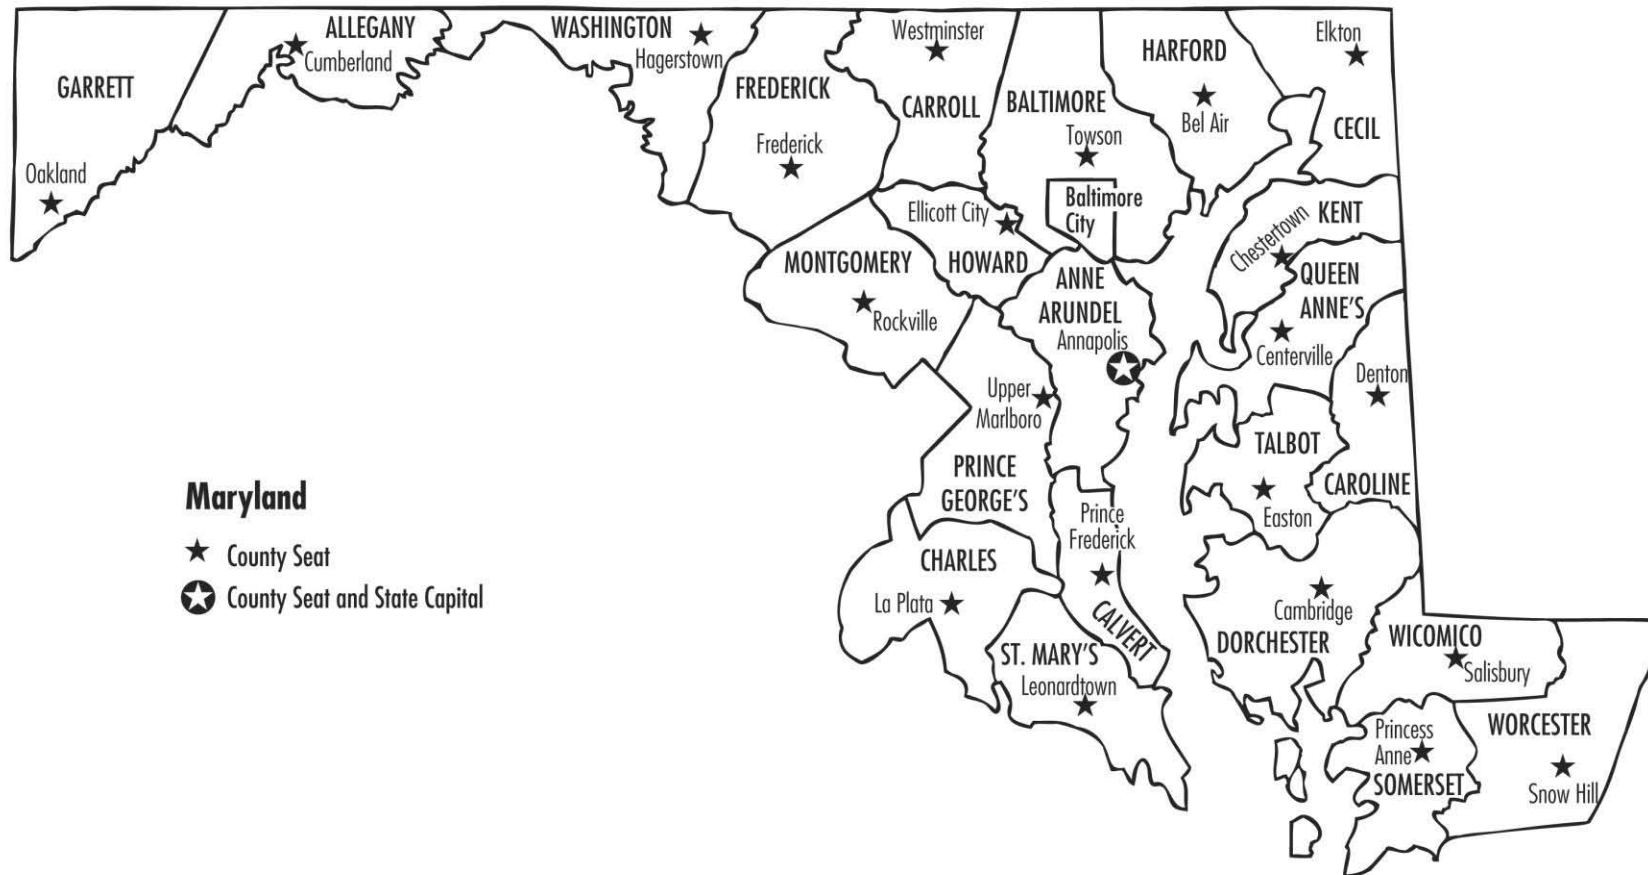 GARRETT
Oakland
ALLEGANY
Cumberland
WASHINGTON
Hagerstown
FREDERICK
Frederick
Westminster
CARROLL
BALTIMORE
Towson
Baltimore
City
HARFORD
Bel Air
Elkton
CECIL
KENT
Chestertown
QUEEN
ANNE'S
Centerville
Ellicott City
HOWARD
MONTGOMERY
Rockville
ANNE
ARUNDEL
Annapolis
Upper
Marlboro
PRINCE
GEORGE'S
Denton
CAROLINE
TALBOT
Easton
Prince
Frederick
CALVERT
CHARLES
La Plata
ST. MARY'S
Leonardtown
Cambridge
DORCHESTER
WICOMICO
Salisbury
Princess
Anne
SOMERSET
WORCESTER
Snow Hill
Maryland
County Seat
County Seat and State Capital